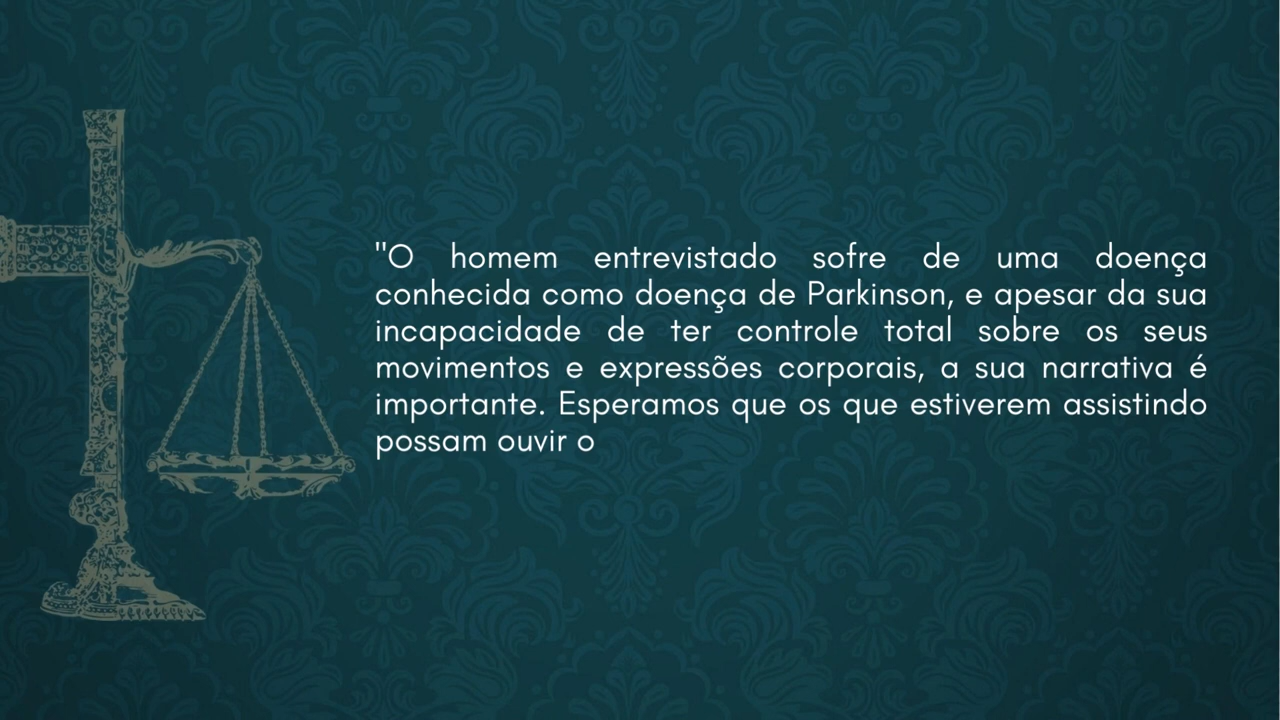 "O homem entrevistado sofre de uma doença
conhecida como doença de Parkinson, e apesar da sua
incapacidade de ter controle total sobre os seus
movimentos e expressões corporais, a sua narrativa é
importante. Esperamos que os que estiverem assistindo
possam ouvir o